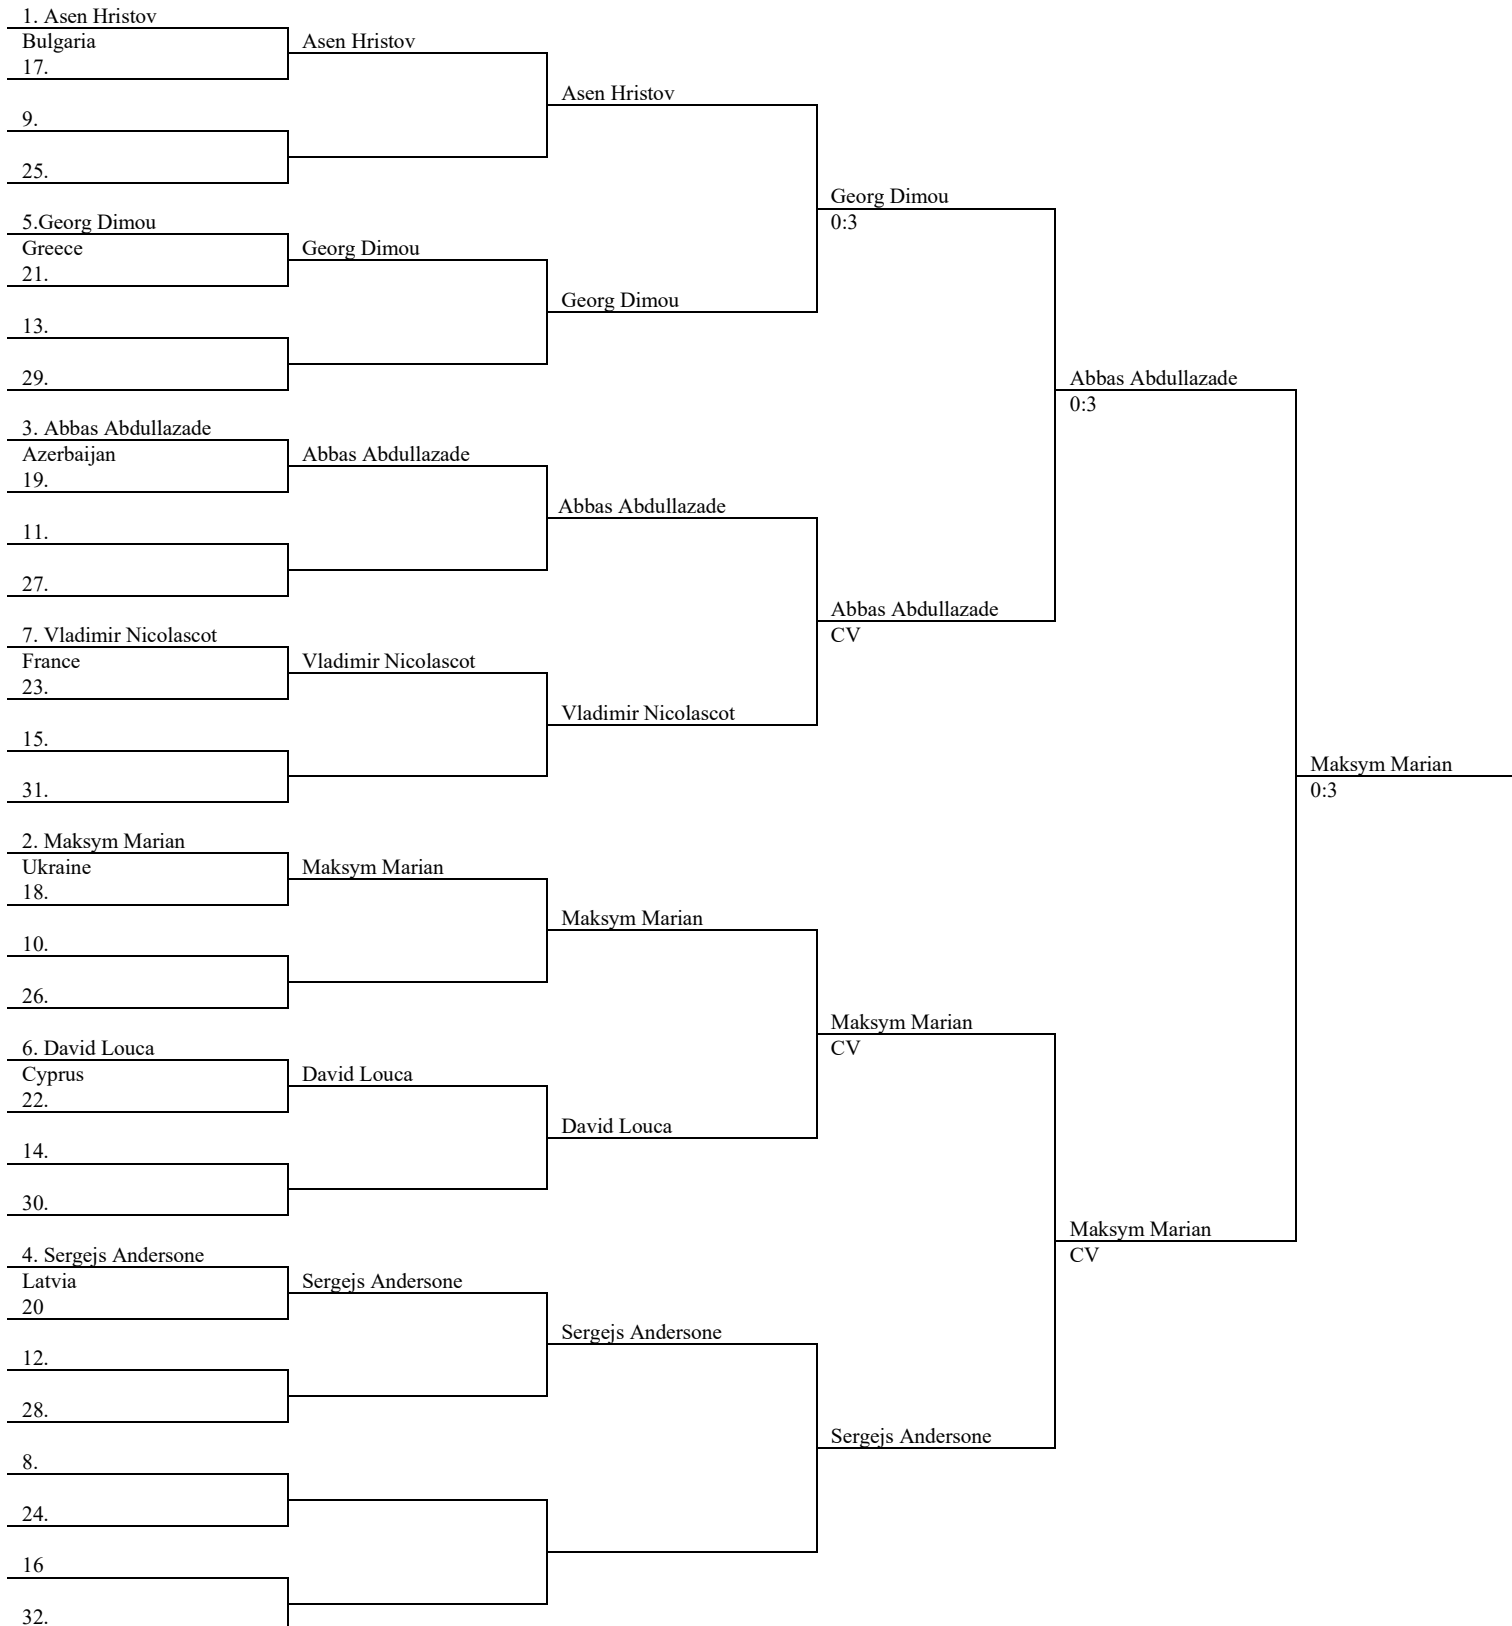 1. Asen Hristov
Bulgaria
Asen Hristov
17.
Asen Hristov
9.
25.
Georg Dimou
0:3
5.Georg Dimou
Greece
Georg Dimou
21.
Georg Dimou
13.
29.
Abbas Abdullazade
0:3
3. Abbas Abdullazade
Azerbaijan
Abbas Abdullazade
19.
Abbas Abdullazade
11.
27.
Abbas Abdullazade
CV
7. Vladimir Nicolascot
France
Vladimir Nicolascot
23.
Vladimir Nicolascot
15.
31.
Maksym Marian
0:3
2. Maksym Marian
Ukraine
Maksym Marian
18.
Maksym Marian
10.
26.
Maksym Marian
CV
6. David Louca
Cyprus
David Louca
22.
David Louca
14.
30.
Maksym Marian
CV
4. Sergejs Andersone
Latvia
Sergejs Andersone
20
Sergejs Andersone
12.
28.
Sergejs Andersone
8.
24.
16
32.